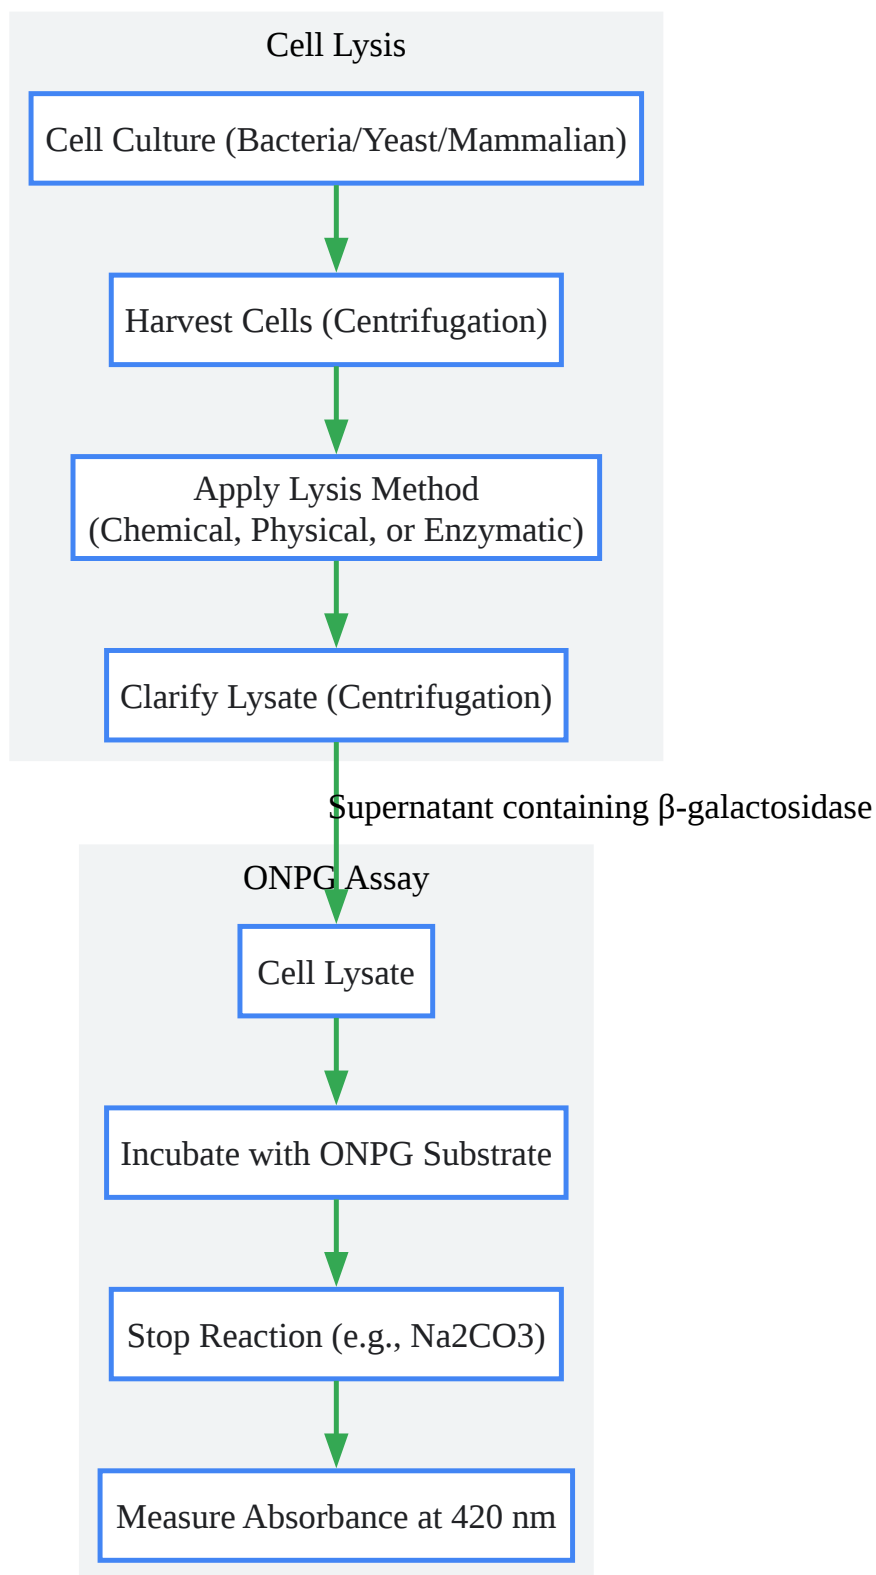 Cell Lysis
Cell Culture (Bacteria/Yeast/Mammalian)
Harvest Cells (Centrifugation)
Apply Lysis Method
(Chemical, Physical, or Enzymatic)
Clarify Lysate (Centrifugation)
Supernatant containing β-galactosidase
ONPG Assay
Cell Lysate
Incubate with ONPG Substrate
Stop Reaction (e.g., Na2CO3)
Measure Absorbance at 420 nm